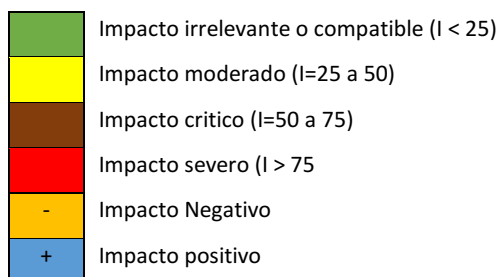 Impacto irrelevante o compatible (I < 25)
Impacto moderado (I=25 a 50)
Impacto critico (I=50 a 75)
Impacto severo (I > 75
- Impacto Negativo
+ Impacto positivo